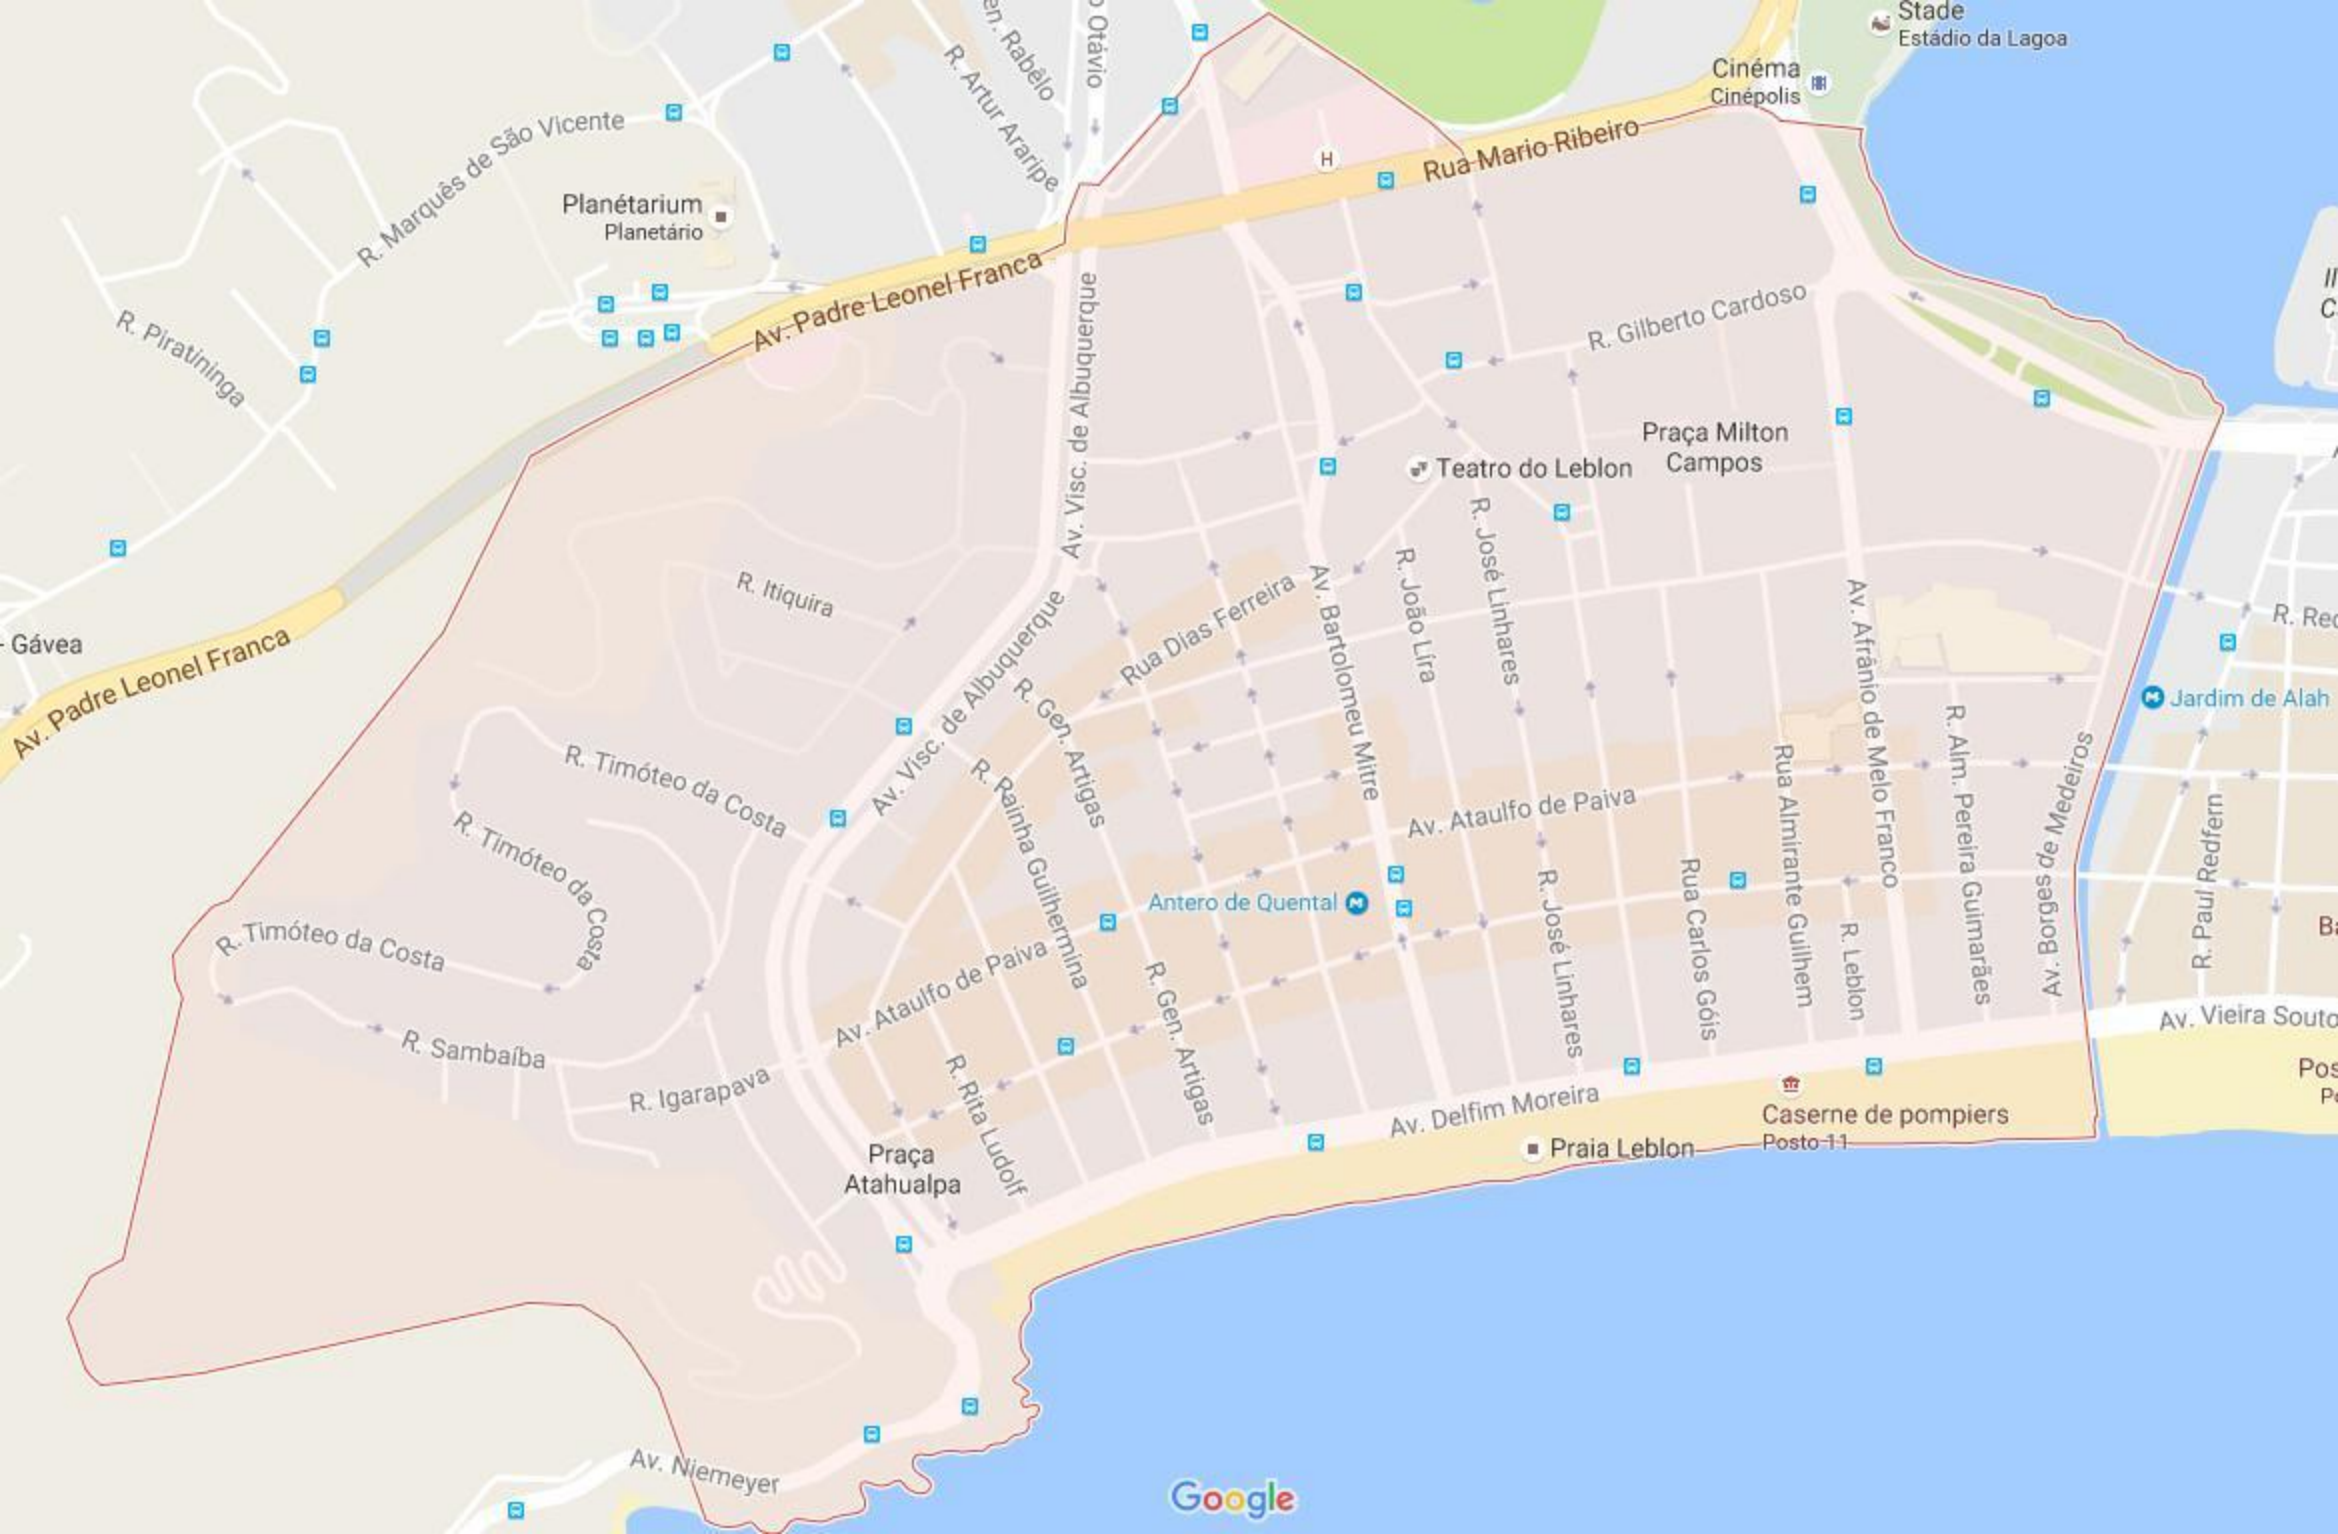 Stade
Estádio da Lagoa
en. Rabêlo
o Otávio
R. Artur Araripe
Cinéma
Cinépolis
R. Marquês de São Vicente
Rua Mario Ribeiro
H
Planétarium
Planetário
Av. Padre Leonel Franca
R. Piratininga
R. Gilberto Cardoso
Av. Visc. de Albuquerque
Praça Milton
Campos
Teatro do Leblon
R. José Linhares
R. João Líra
R. Itiquira
Rua Dias Ferreira
Av. Bartolomeu Mitre
Av. Afrânio de Melo Franco
R. Rec
- Gávea
Av. Padre Leonel Franca
Av. Visc. de Albuquerque
R. Gen. Artigas
Jardim de Alah
R. Timóteo da Costa
R. Rainha Guilhermina
Av. Ataulfo de Paiva
Rua Almirante Guilhem
R. Alm. Pereira Guimarães
Av. Borges de Medeiros
R. Paul Redfern
R. Timóteo da Costa
Rua Carlos Góis
R. José Linhares
Antero de Quental
R. Timóteo da Costa
Av. Ataulfo de Paiva
R. Gen. Artigas
R. Leblon
Ba
R. Sambaíba
R. Igarapava
R. Rita Ludolf
Av. Vieira Souto
Av. Delfim Moreira
Caserne de pompiers
Posto 11
Pos
Po
Praia Leblon
Praça
Atahualpa
Av. Niemeyer
Google